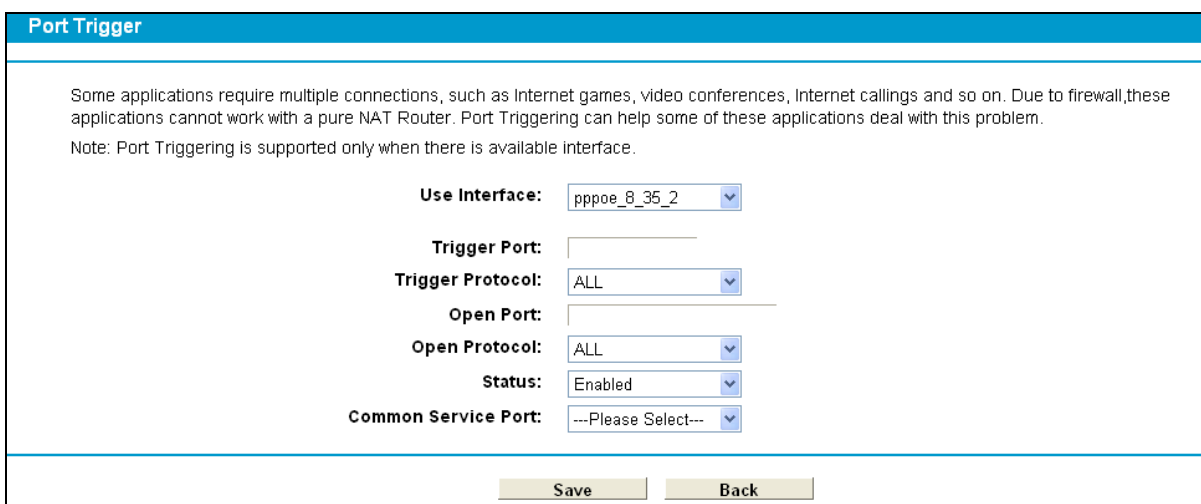 Port Trigger
Some applications require multiple connections, such as Internet games, video conferences, Internet callings and so on. Due to firewall,these
applications cannot work with a pure NAT Router. Port Triggering can help some of these applications deal with this problem.
Note: Port Triggering is supported only when there is available interface.
Use Interface: pppoe_8_35_2
Trigger Port:
Trigger Protocol: ALL
Open Port:
Open Protocol: ALL
Status: Enabled
Common Service Port: ---Please Select---
Save Back